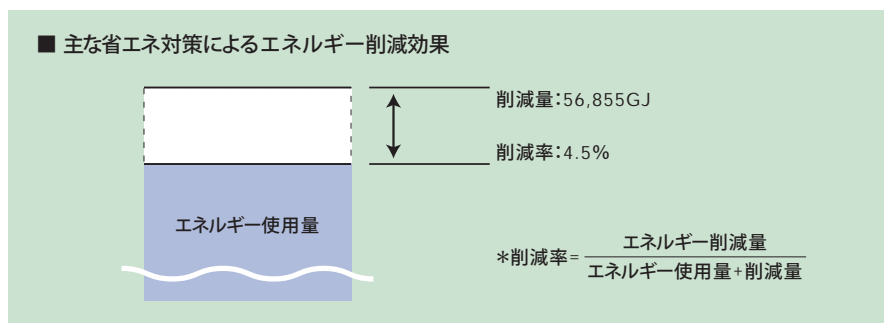 ■ 主な省エネ対策によるエネルギー削減効果
削減量:56,855GJ
削減率:4.5%
エネルギー使用量
*削減率=エネルギー削減量
エネルギー使用量+削減量